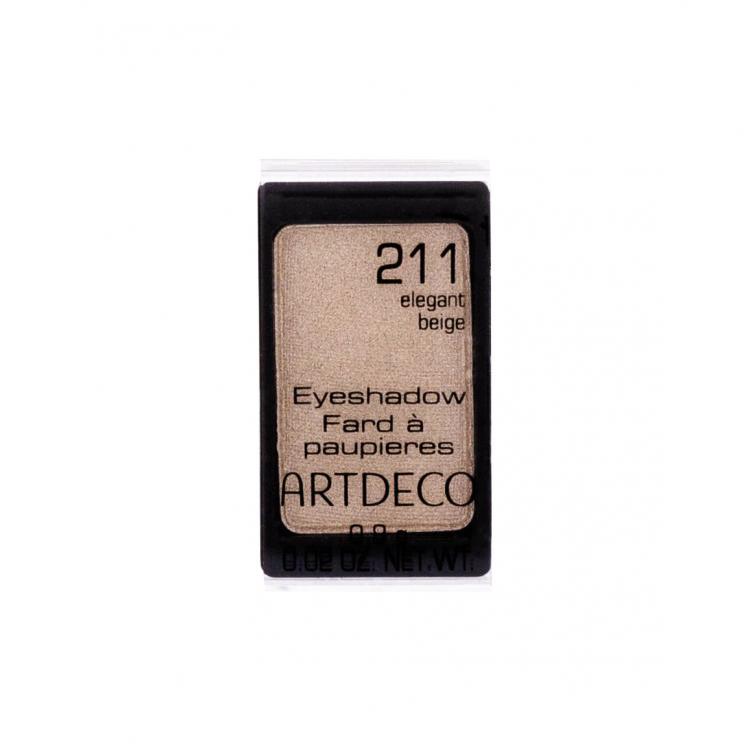 211
elegant
beige
Eyeshadow
Fard à
paupieres
ARTDECO
0.02 OZ. NET.WT.